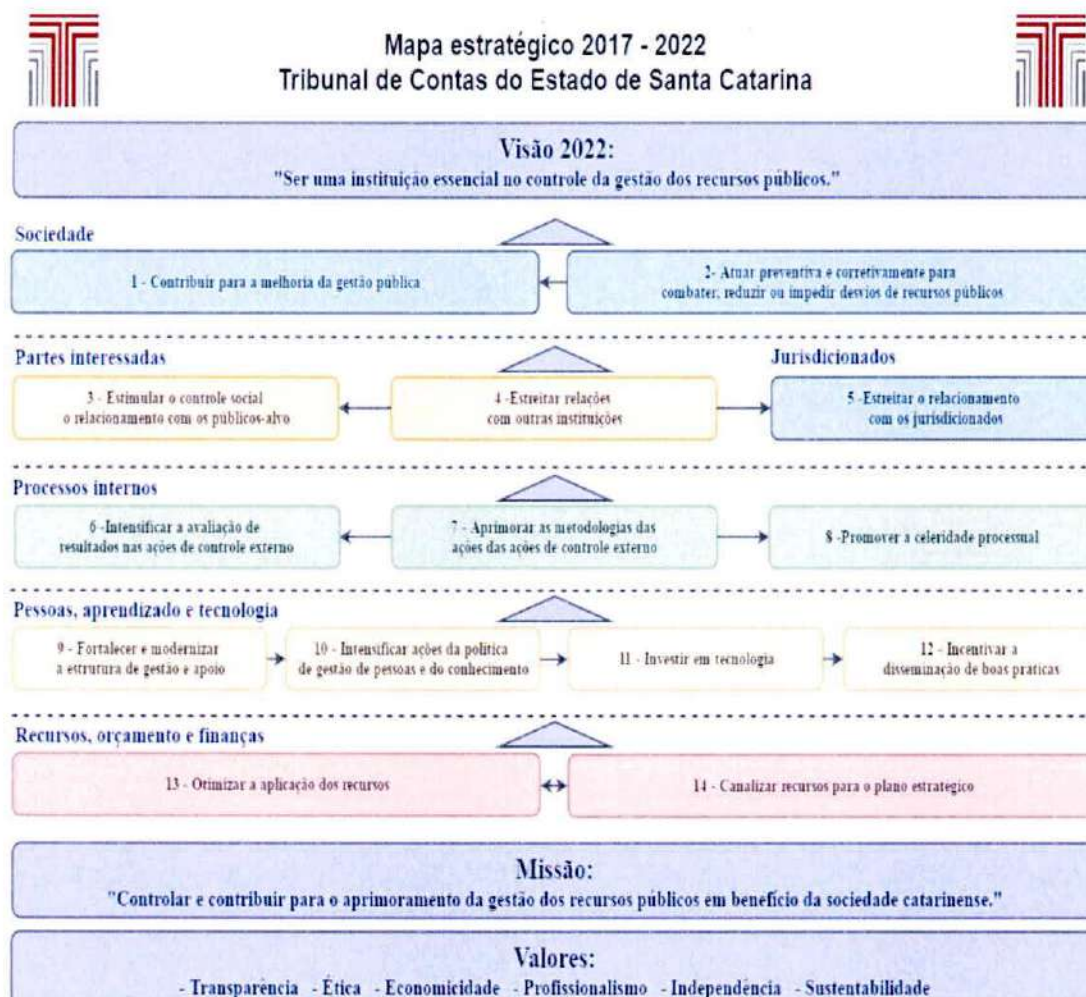 Mapa estratégico 2017 - 2022
Tribunal de Contas do Estado de Santa Catarina
Visão 2022:
"Ser uma instituição essencial no controle da gestão dos recursos públicos."
Sociedade
1 - Contribuir para a melhoria da gestão pública
2- Atuar preventiva e corretivamente para
combater, reduzir ou impedir desvios de recursos públicos
Partes interessadas
Jurisdicionados
3 - Estimular o controle social
o relacionamento com os públicos-alvo
4 -Estreitar relações
com outras instituições
5 -Estreitar o relacionamento
com os jurisdicionados
Processos internos
6 -Intensificar a avaliação de
resultados nas ações de controle externo
7 - Aprimorar as metodologias das
ações das ações de controle externo
8 -Promover a celeridade processual
Pessoas, aprendizado e tecnologia
9 - Fortalecer e modernizar
a estrutura de gestão e apoio
10 - Intensificar ações da política
de gestão de pessoas e do conhecimento
11 - Investir em tecnologia
12 - Incentivar a
disseminação de boas praticas
Recursos, orçamento e finanças
13 - Otimizar a aplicação dos recursos
14 - Canalizar recursos para o plano estratégico
Missão:
"Controlar e contribuir para o aprimoramento da gestão dos recursos públicos em benefício da sociedade catarinense."
Valores:
- Transparência - Ética - Economicidade - Profissionalismo - Independência - Sustentabilidade